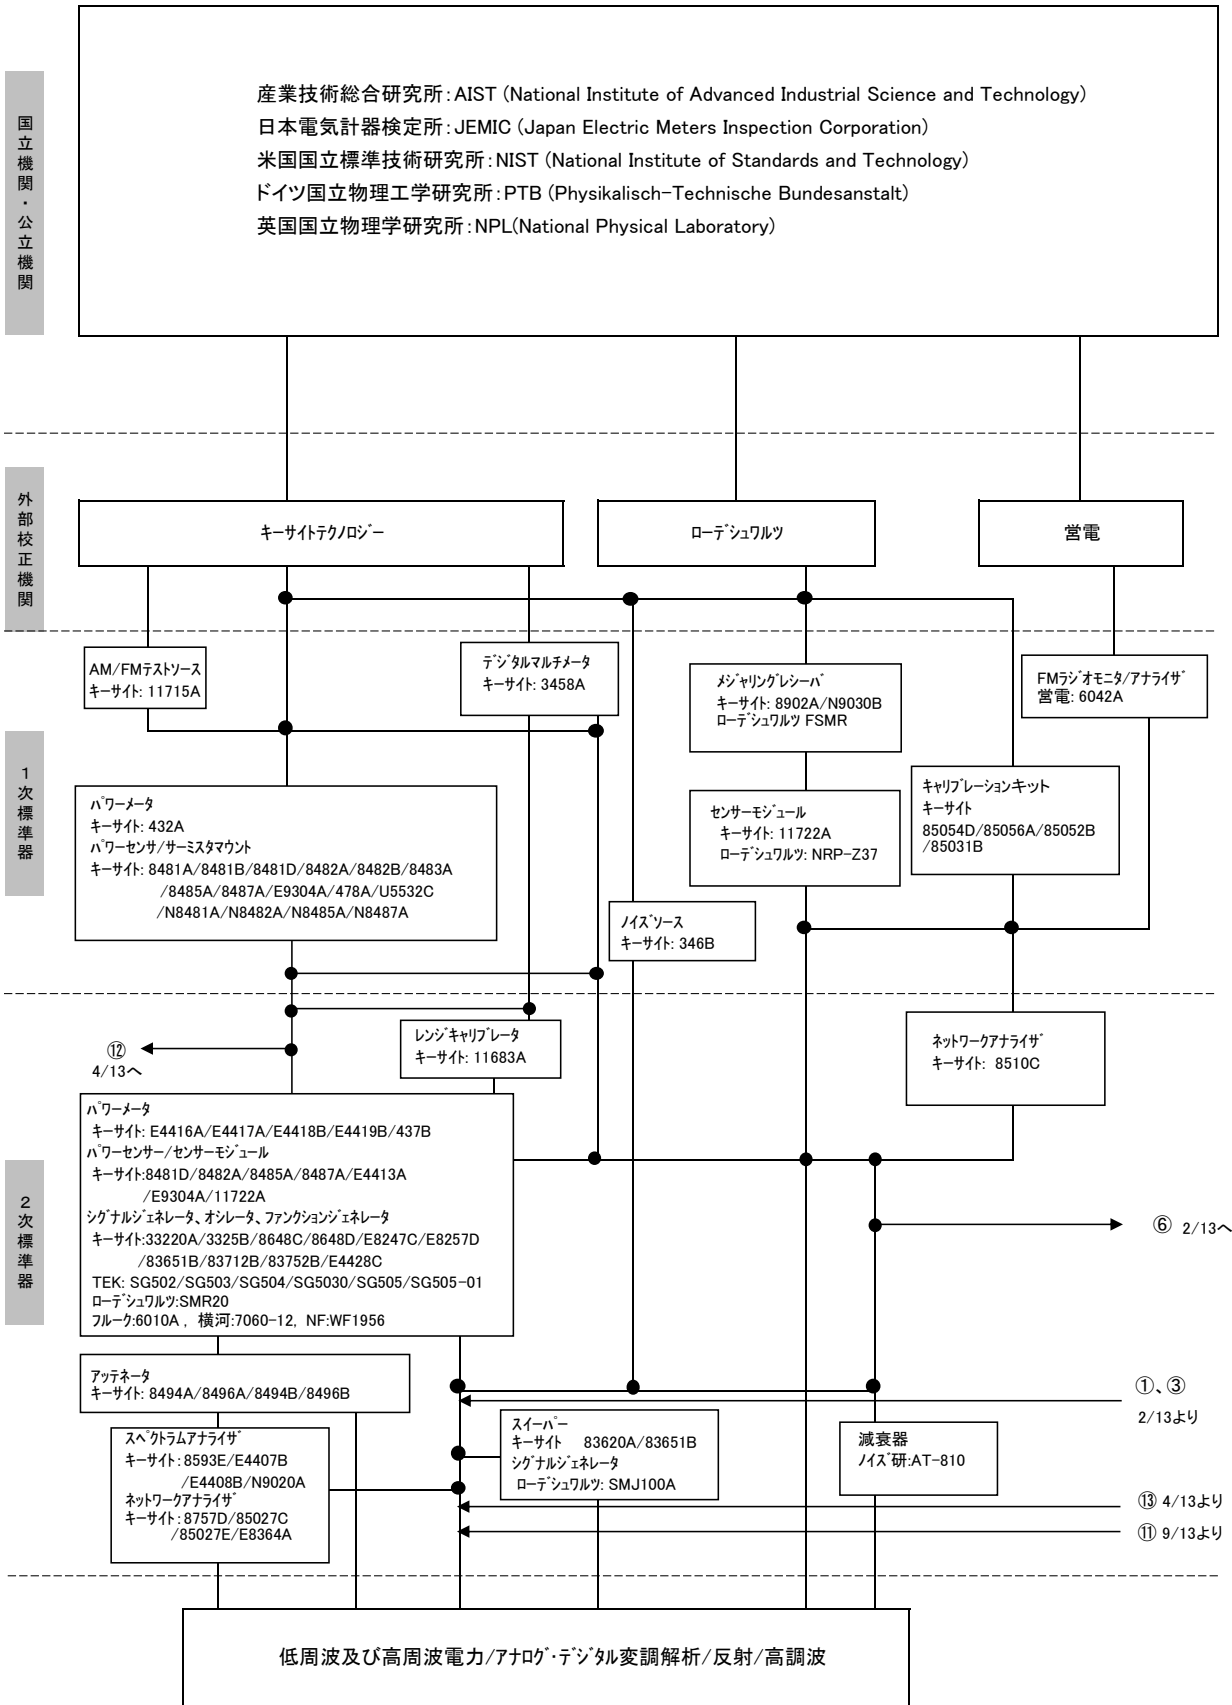 国立機関・公立機関
産業技術総合研究所:AIST (National Institute of Advanced Industrial Science and Technology)
日本電気計器検定所:JEMIC (Japan Electric Meters Inspection Corporation)
米国国立標準技術研究所:NIST (National Institute of Standards and Technology)
ドイツ国立物理工学研究所:PTB (Physikalisch-Technische Bundesanstalt)
英国国立物理学研究所:NPL(National Physical Laboratory)
外部校正機関
キーサイトテクノロジー
ローデシュワルツ
営電
1次標準器
AM/FMテストソース
キーサイト: 11715A
デジタルマルチメータ
キーサイト: 3458A
メジャリングレシーバ
キーサイト: 8902A/N9030B
ローデシュワルツ FSMR
FMラジオモニタ/アナライザ
営電: 6042A
パワーメータ
キーサイト: 432A
パワーセンサ/サーミスタマウント
キーサイト: 8481A/8481B/8481D/8482A/8482B/8483A
/8485A/8487A/E9304A/478A/U5532C
/N8481A/N8482A/N8485A/N8487A
センサーモジュール
キーサイト: 11722A
ローデシュワルツ: NRP-Z37
キャリブレーションキット
キーサイト
85054D/85056A/85052B
/85031B
ノイズソース
キーサイト: 346B
2次標準器
⑫
4/13へ
レンジキャリブレータ
キーサイト: 11683A
ネットワークアナライザ
キーサイト: 8510C
パワーメータ
キーサイト: E4416A/E4417A/E4418B/E4419B/437B
パワーセンサー/センサーモジュール
キーサイト:8481D/8482A/8485A/8487A/E4413A
/E9304A/11722A
シグナルジェネレータ、オシレータ、ファンクションジェネレータ
キーサイト:33220A/3325B/8648C/8648D/E8247C/E8257D
/83651B/83712B/83752B/E4428C
TEK: SG502/SG503/SG504/SG5030/SG505/SG505-01
ローデシュワルツ:SMR20
フルーク:6010A , 横河:7060-12, NF:WF1956
⑥ 2/13へ
アッテネータ
キーサイト: 8494A/8496A/8494B/8496B
①、③
2/13より
スペクトラムアナライザ
キーサイト:8593E/E4407B
/E4408B/N9020A
ネットワークアナライザ
キーサイト:8757D/85027C
/85027E/E8364A
スイーパー
キーサイト 83620A/83651B
シグナルジェネレータ
ローデシュワルツ: SMJ100A
減衰器
ノイズ研:AT-810
⑬ 4/13より
⑪ 9/13より
低周波及び高周波電力/アナログ・デジタル変調解析/反射/高調波